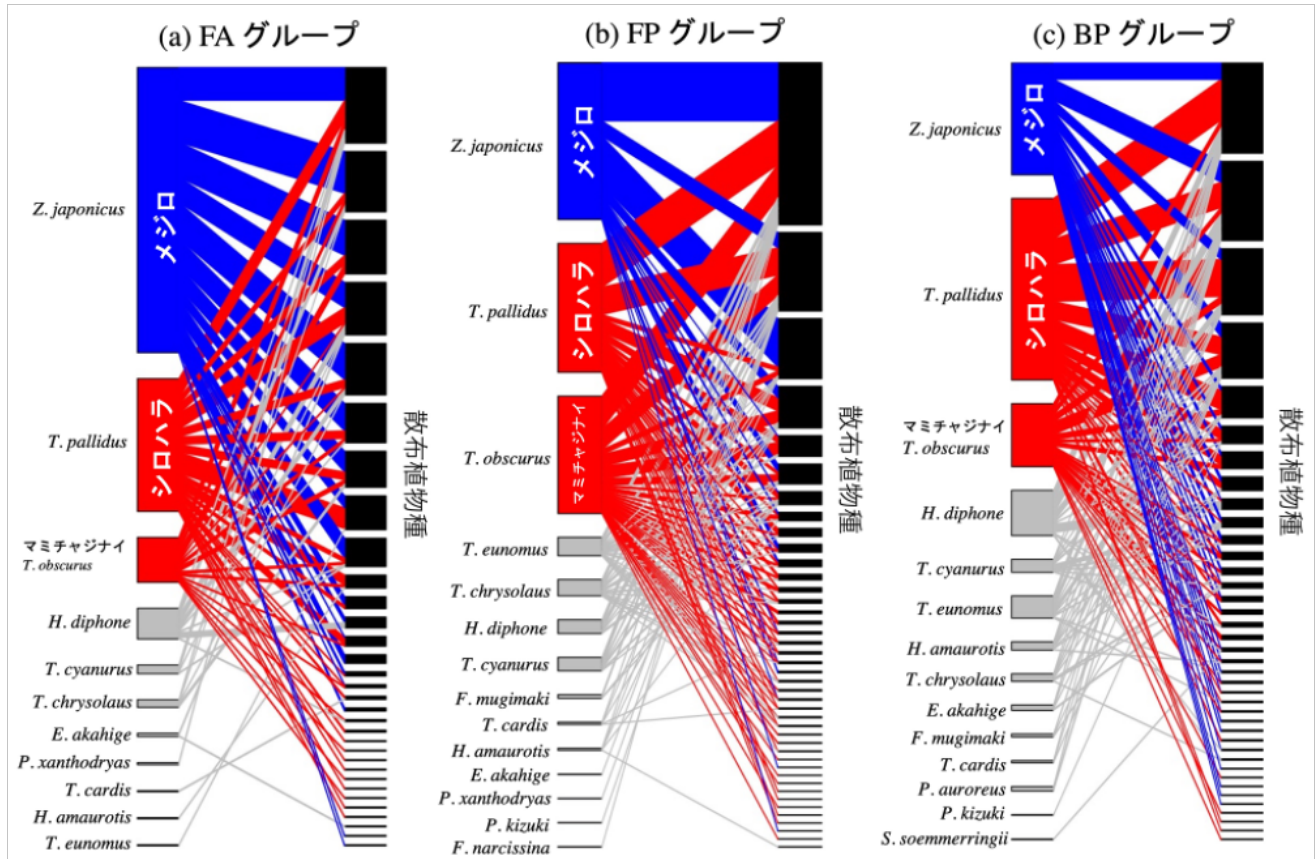 (a) FA グループ
Z. japonicus
メジロ
T. pallidus
シロハラ
マミチャジナイ
T. obscurus
H. diphone
T. cyanurus
T. chrysolaus
E. akahige
P. xanthodryas
T. cardis
H. amaurotis
T. eunomus
散布植物種
(b) FP グループ
Z. japonicus
メジロ
T. pallidus
シロハラ
T. obscurus
マミチャジナイ
T. eunomus
T. chrysolaus
H. diphone
T. cyanurus
F. mugimaki
T. cardis
H. amaurotis
E. akahige
P. xanthodryas
P. kizuki
F. narcissina
散布植物種
(c) BP グループ
Z. japonicus
メジロ
T. pallidus
シロハラ
マミチャジナイ
T. obscurus
H. diphone
T. cyanurus
T. eunomus
H. amaurotis
T. chrysolaus
E. akahige
F. mugimaki
T. cardis
P. auroreus
P. kizuki
S. soemmerringii
散布植物種